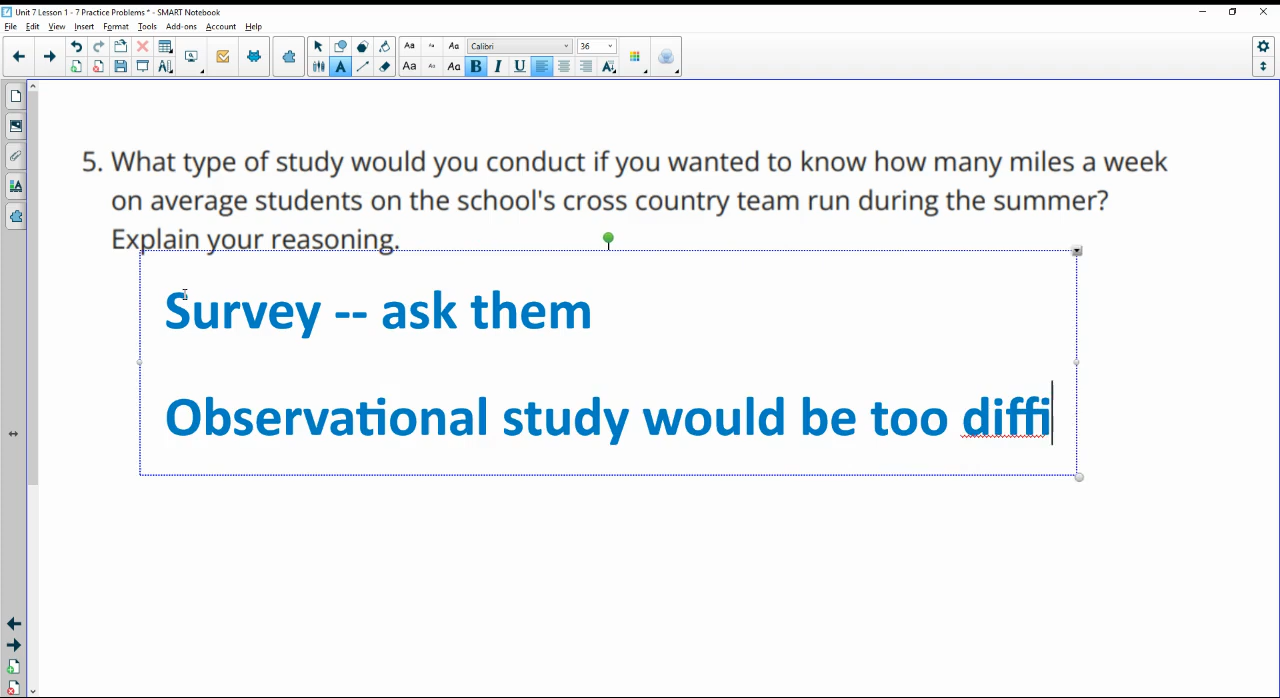 Unit 7 Lesson 1 - 7 Practice Problems * - SMART Notebook
File Edit View Insert Format Tools Add-ons Account Help
Calibri 36
B I U
5. What type of study would you conduct if you wanted to know how many miles a week
on average students on the school's cross country team run during the summer?
Explain your reasoning.
Survey -- ask them
Observational study would be too diffi